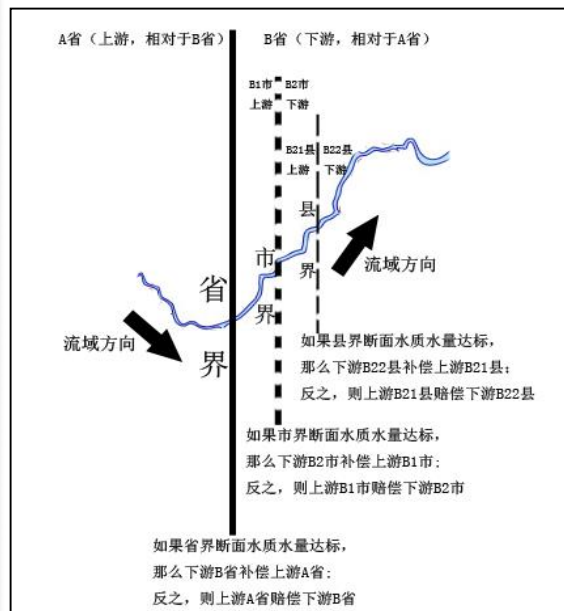 A省（上游，相对于B省）
B省（下游，相对于A省）
B1市
上游
B2市
下游
B21县
上游
B22县
下游
县界
市界
省界
流域方向
流域方向
如果县界断面水质水量达标，
那么下游B22县补偿上游B21县；
反之，则上游B21县赔偿下游B22县
如果市界断面水质水量达标，
那么下游B2市补偿上游B1市；
反之，则上游B1市赔偿下游B2市
如果省界断面水质水量达标，
那么下游B省补偿上游A省；
反之，则上游A省赔偿下游B省